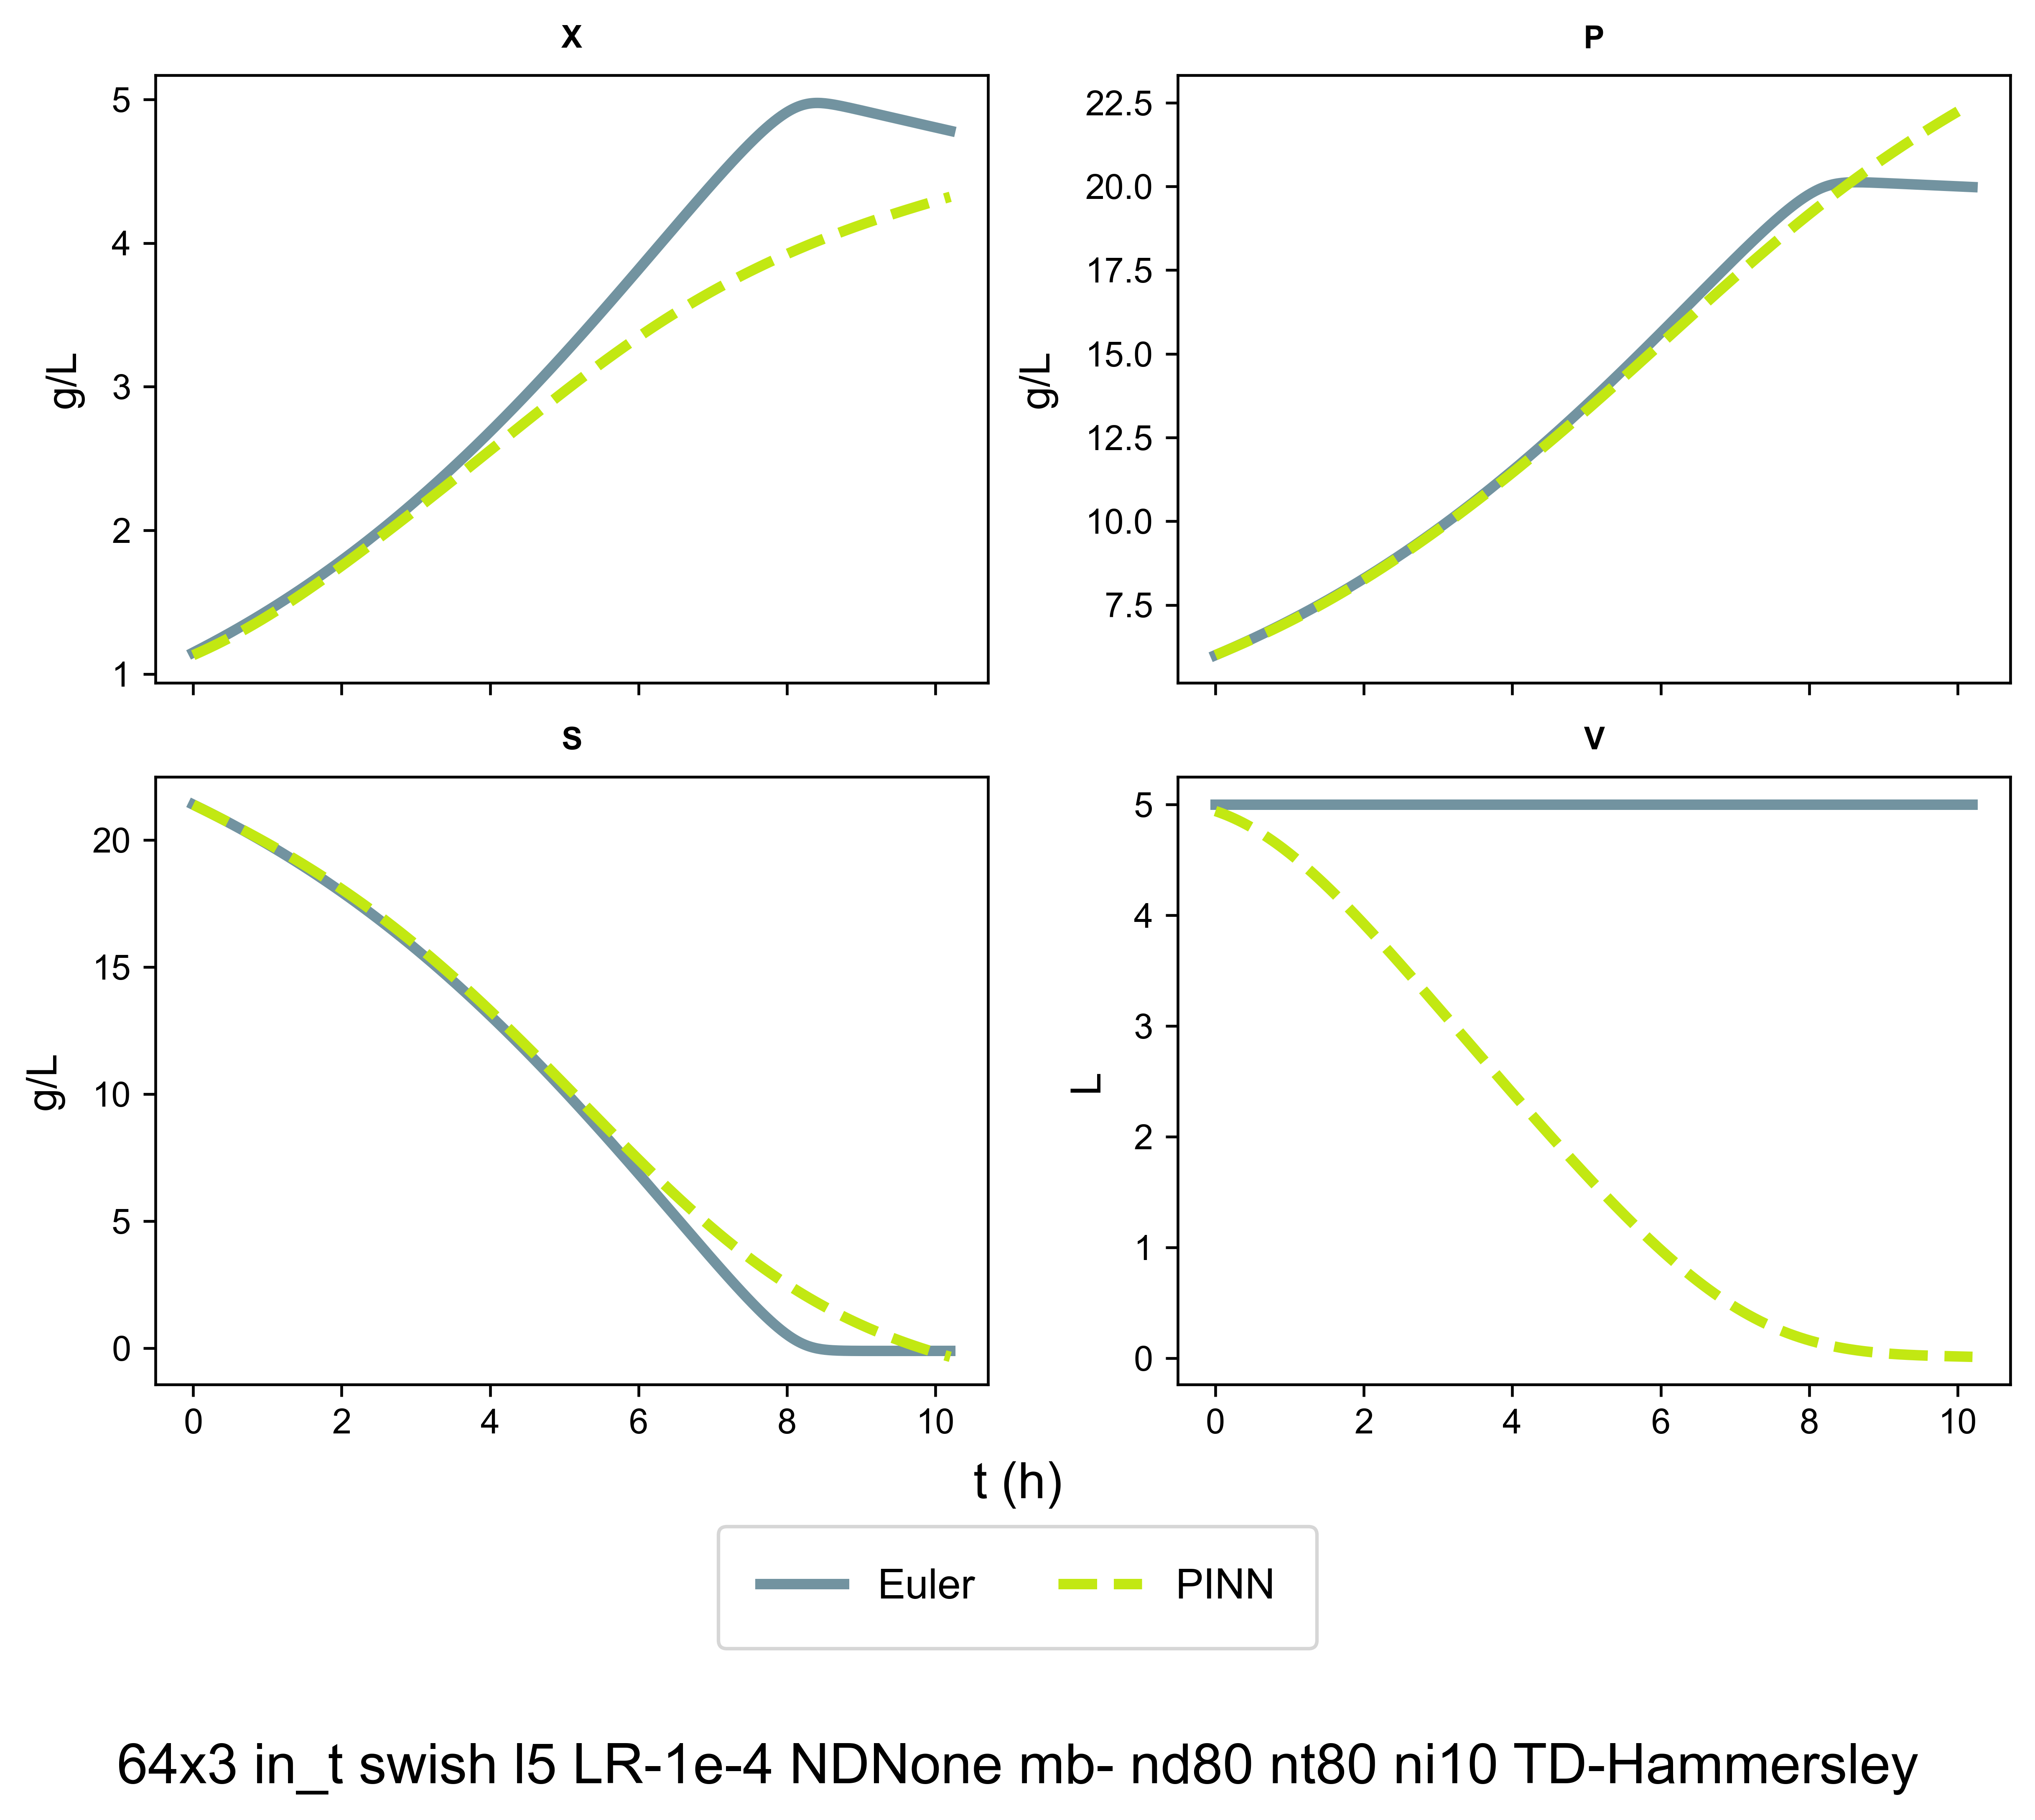 X
5
4
3
2
1
g/L
P
22.5
20.0
17.5
15.0
12.5
10.0
7.5
g/L
S
20
15
10
5
0
g/L
0 2 4 6 8 10
V
5
4
3
2
1
0
L
0 2 4 6 8 10
t (h)
Euler PINN
64x3 in_t swish l5 LR-1e-4 NDNone mb- nd80 nt80 ni10 TD-Hammersley